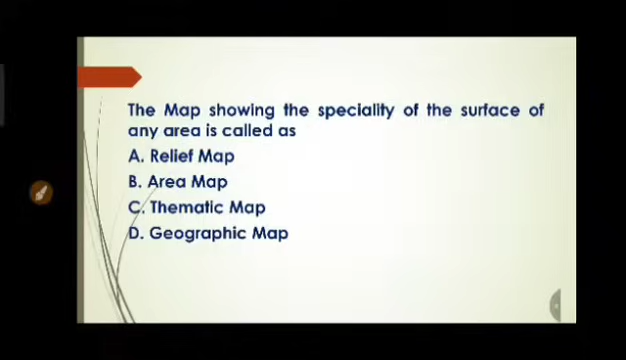 The Map showing the speciality of the surface of
any area is called as
A. Relief Map
B. Area Map
C. Thematic Map
D. Geographic Map